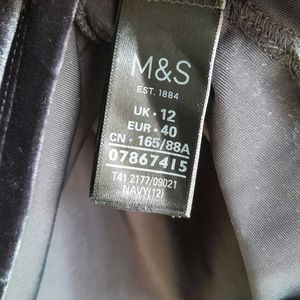 M&S
EST. 1884
UK · 12
EUR · 40
CN · 165/88A
07867415
T41 2177/09021
NAVY(12)